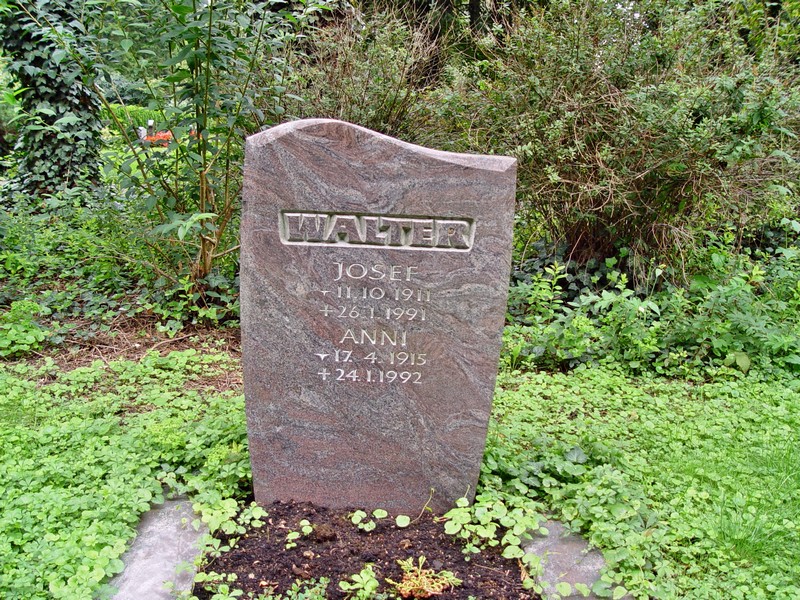 WALTER
JOSEF
* 11.10.1911
+ 26.1.1991
ANNI
* 17.4.1915
+ 24.1.1992